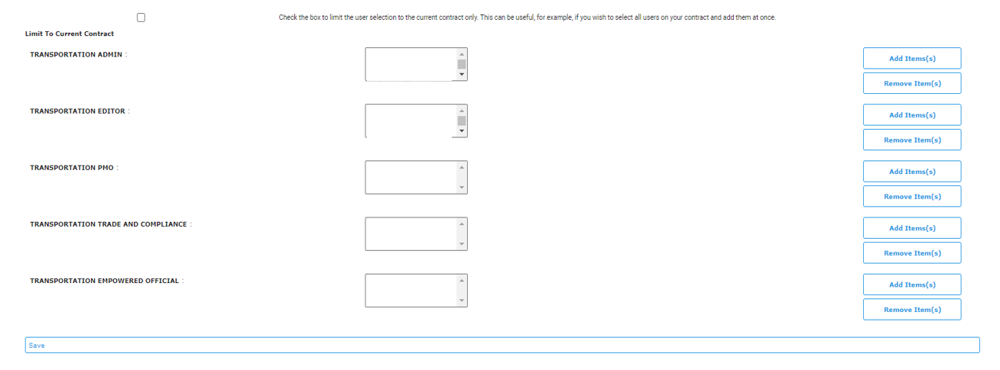 Check the box to limit the user selection to the current contract only. This can be useful, for example, if you wish to select all users on your contract and add them at once.
Limit To Current Contract
TRANSPORTATION ADMIN :
Add Items(s)
Remove Item(s)
TRANSPORTATION EDITOR :
Add Items(s)
Remove Item(s)
TRANSPORTATION PMO :
Add Items(s)
Remove Item(s)
TRANSPORTATION TRADE AND COMPLIANCE :
Add Items(s)
Remove Item(s)
TRANSPORTATION EMPOWERED OFFICIAL :
Add Items(s)
Remove Item(s)
Save